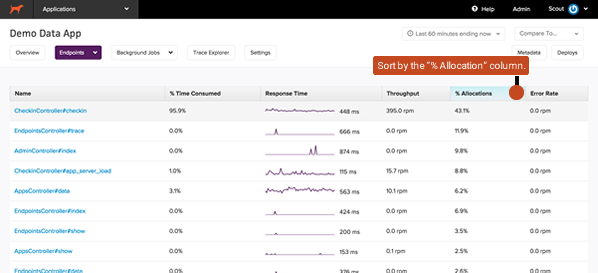 Applications
Help Admin Scout
Demo Data App
Last 60 minutes ending now Compare To...
Overview Endpoints Background Jobs Trace Explorer Settings Metadata Deploys
Sort by the "% Allocation" column.
Name % Time Consumed Response Time Throughput % Allocations Error Rate
CheckinController#checkin 95.9% 448 ms 395.0 rpm 43.1% 0.0 rpm
EndpointsController#trace 0.0% 666 ms 0.0 rpm 11.9% 0.0 rpm
AdminController#index 0.0% 874 ms 0.0 rpm 9.8% 0.0 rpm
CheckinController#app_server_load 1.0% 115 ms 15.7 rpm 8.8% 0.0 rpm
AppsController#data 3.1% 563 ms 10.1 rpm 6.2% 0.0 rpm
EndpointsController#index 0.0% 424 ms 0.0 rpm 6.9% 0.0 rpm
EndpointsController#show 0.0% 200 ms 0.0 rpm 3.5% 0.0 rpm
AppsController#show 0.0% 153 ms 0.1 rpm 2.5% 0.0 rpm
EndpointsController#data 0.0% 376 ms 0.0 rpm 2.6% 0.0 rpm